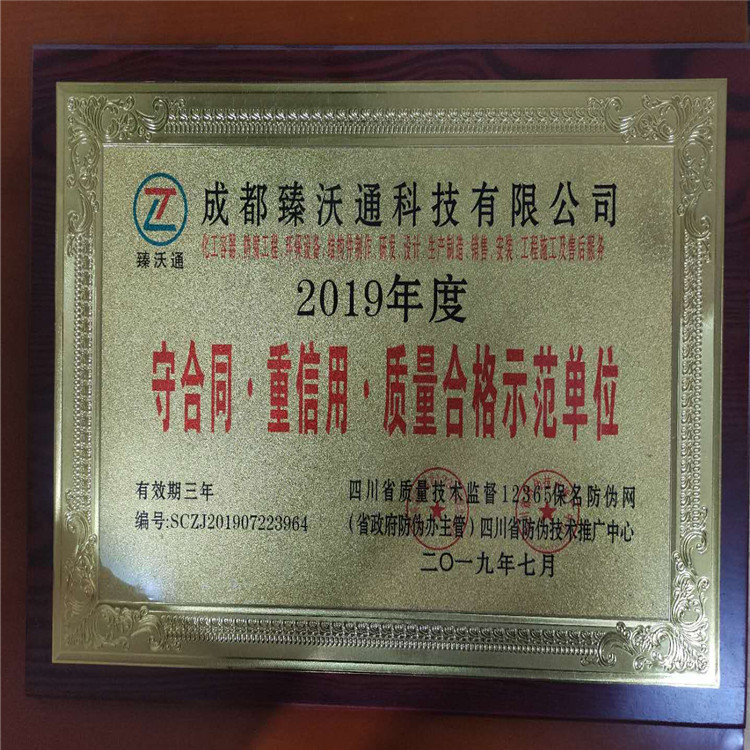 成都臻沃通科技有限公司
臻沃通
化工容器.防腐工程.环保设备.维修件制作.研发.设计.生产制造.销售.安装.工程施工及售后服务
2019年度
守合同·重信用·质量合格示范单位
有效期三年
编号:SCZJ201907223964
四川省质量技术监督12365保名防伪网
(省政府防伪办主管)四川省防伪技术推广中心
二〇一九年七月